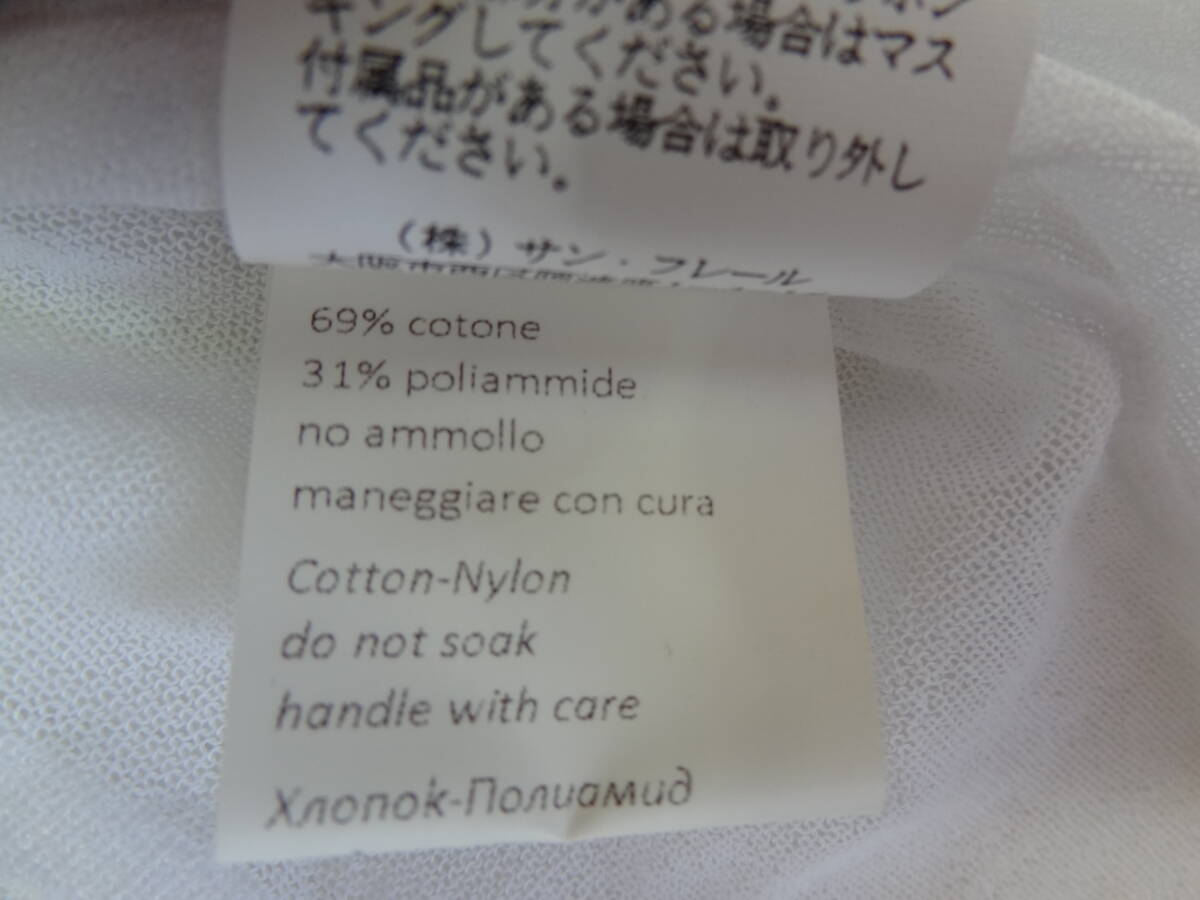 がある場合はマス
キングしてください。
付属品がある場合は取り外し
てください。
(株) サン・フレール
69% cotone
31% poliammide
no ammollo
maneggiare con cura
Cotton-Nylon
do not soak
handle with care
Хлопок-Полиамид